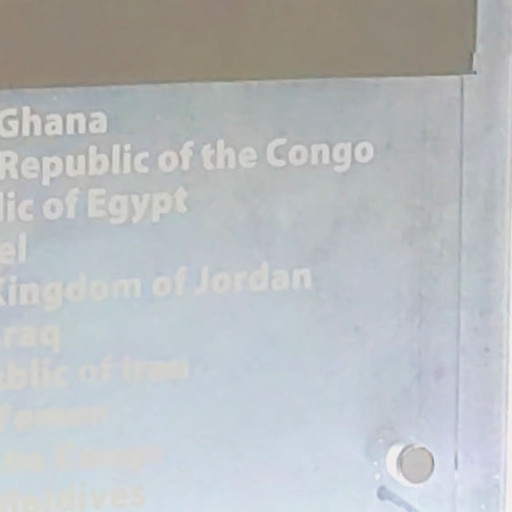 Ghana
Republic of the Congo
lic of Egypt
el
Kingdom of Jordan
raq
blic of Iran
Yemen
the Congo
Maldives